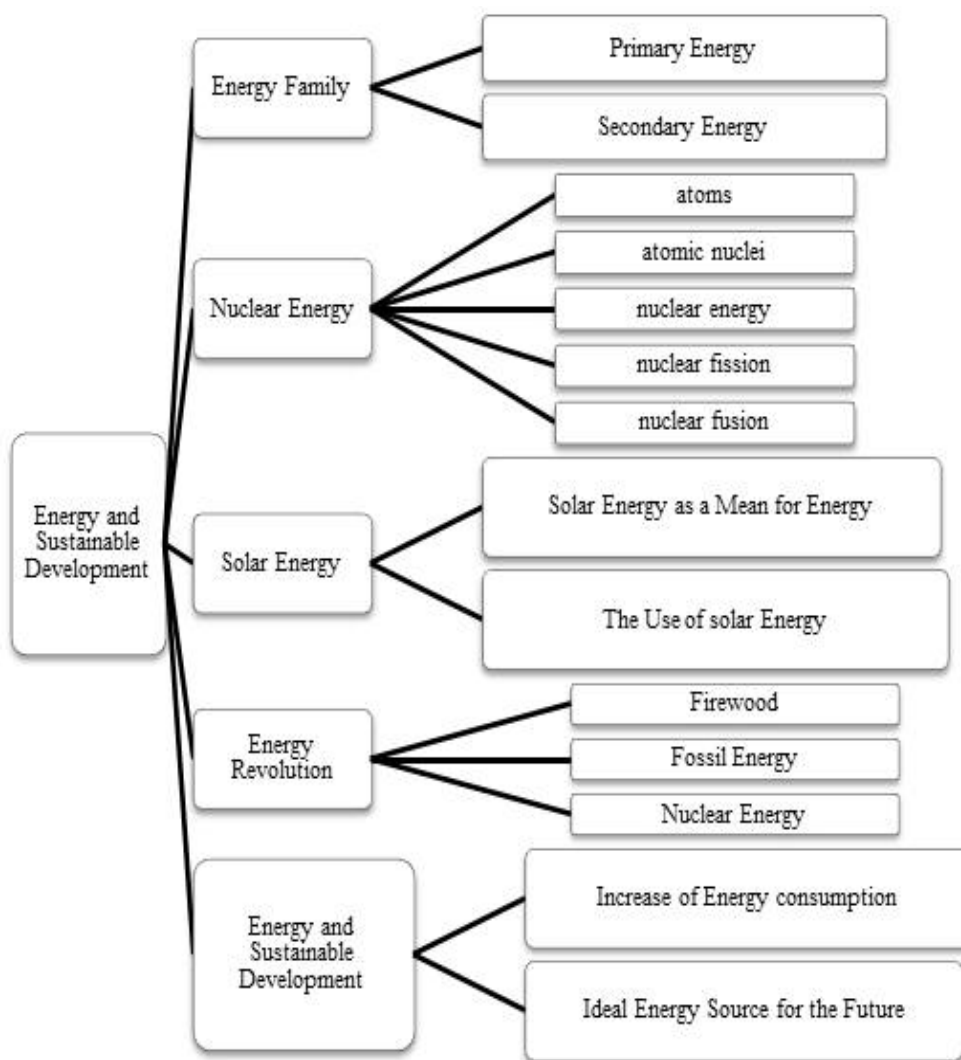 Energy and
Sustainable
Development
Energy Family
Primary Energy
Secondary Energy
Nuclear Energy
atoms
atomic nuclei
nuclear energy
nuclear fission
nuclear fusion
Solar Energy
Solar Energy as a Mean for Energy
The Use of solar Energy
Energy
Revolution
Firewood
Fossil Energy
Nuclear Energy
Energy and
Sustainable
Development
Increase of Energy consumption
Ideal Energy Source for the Future